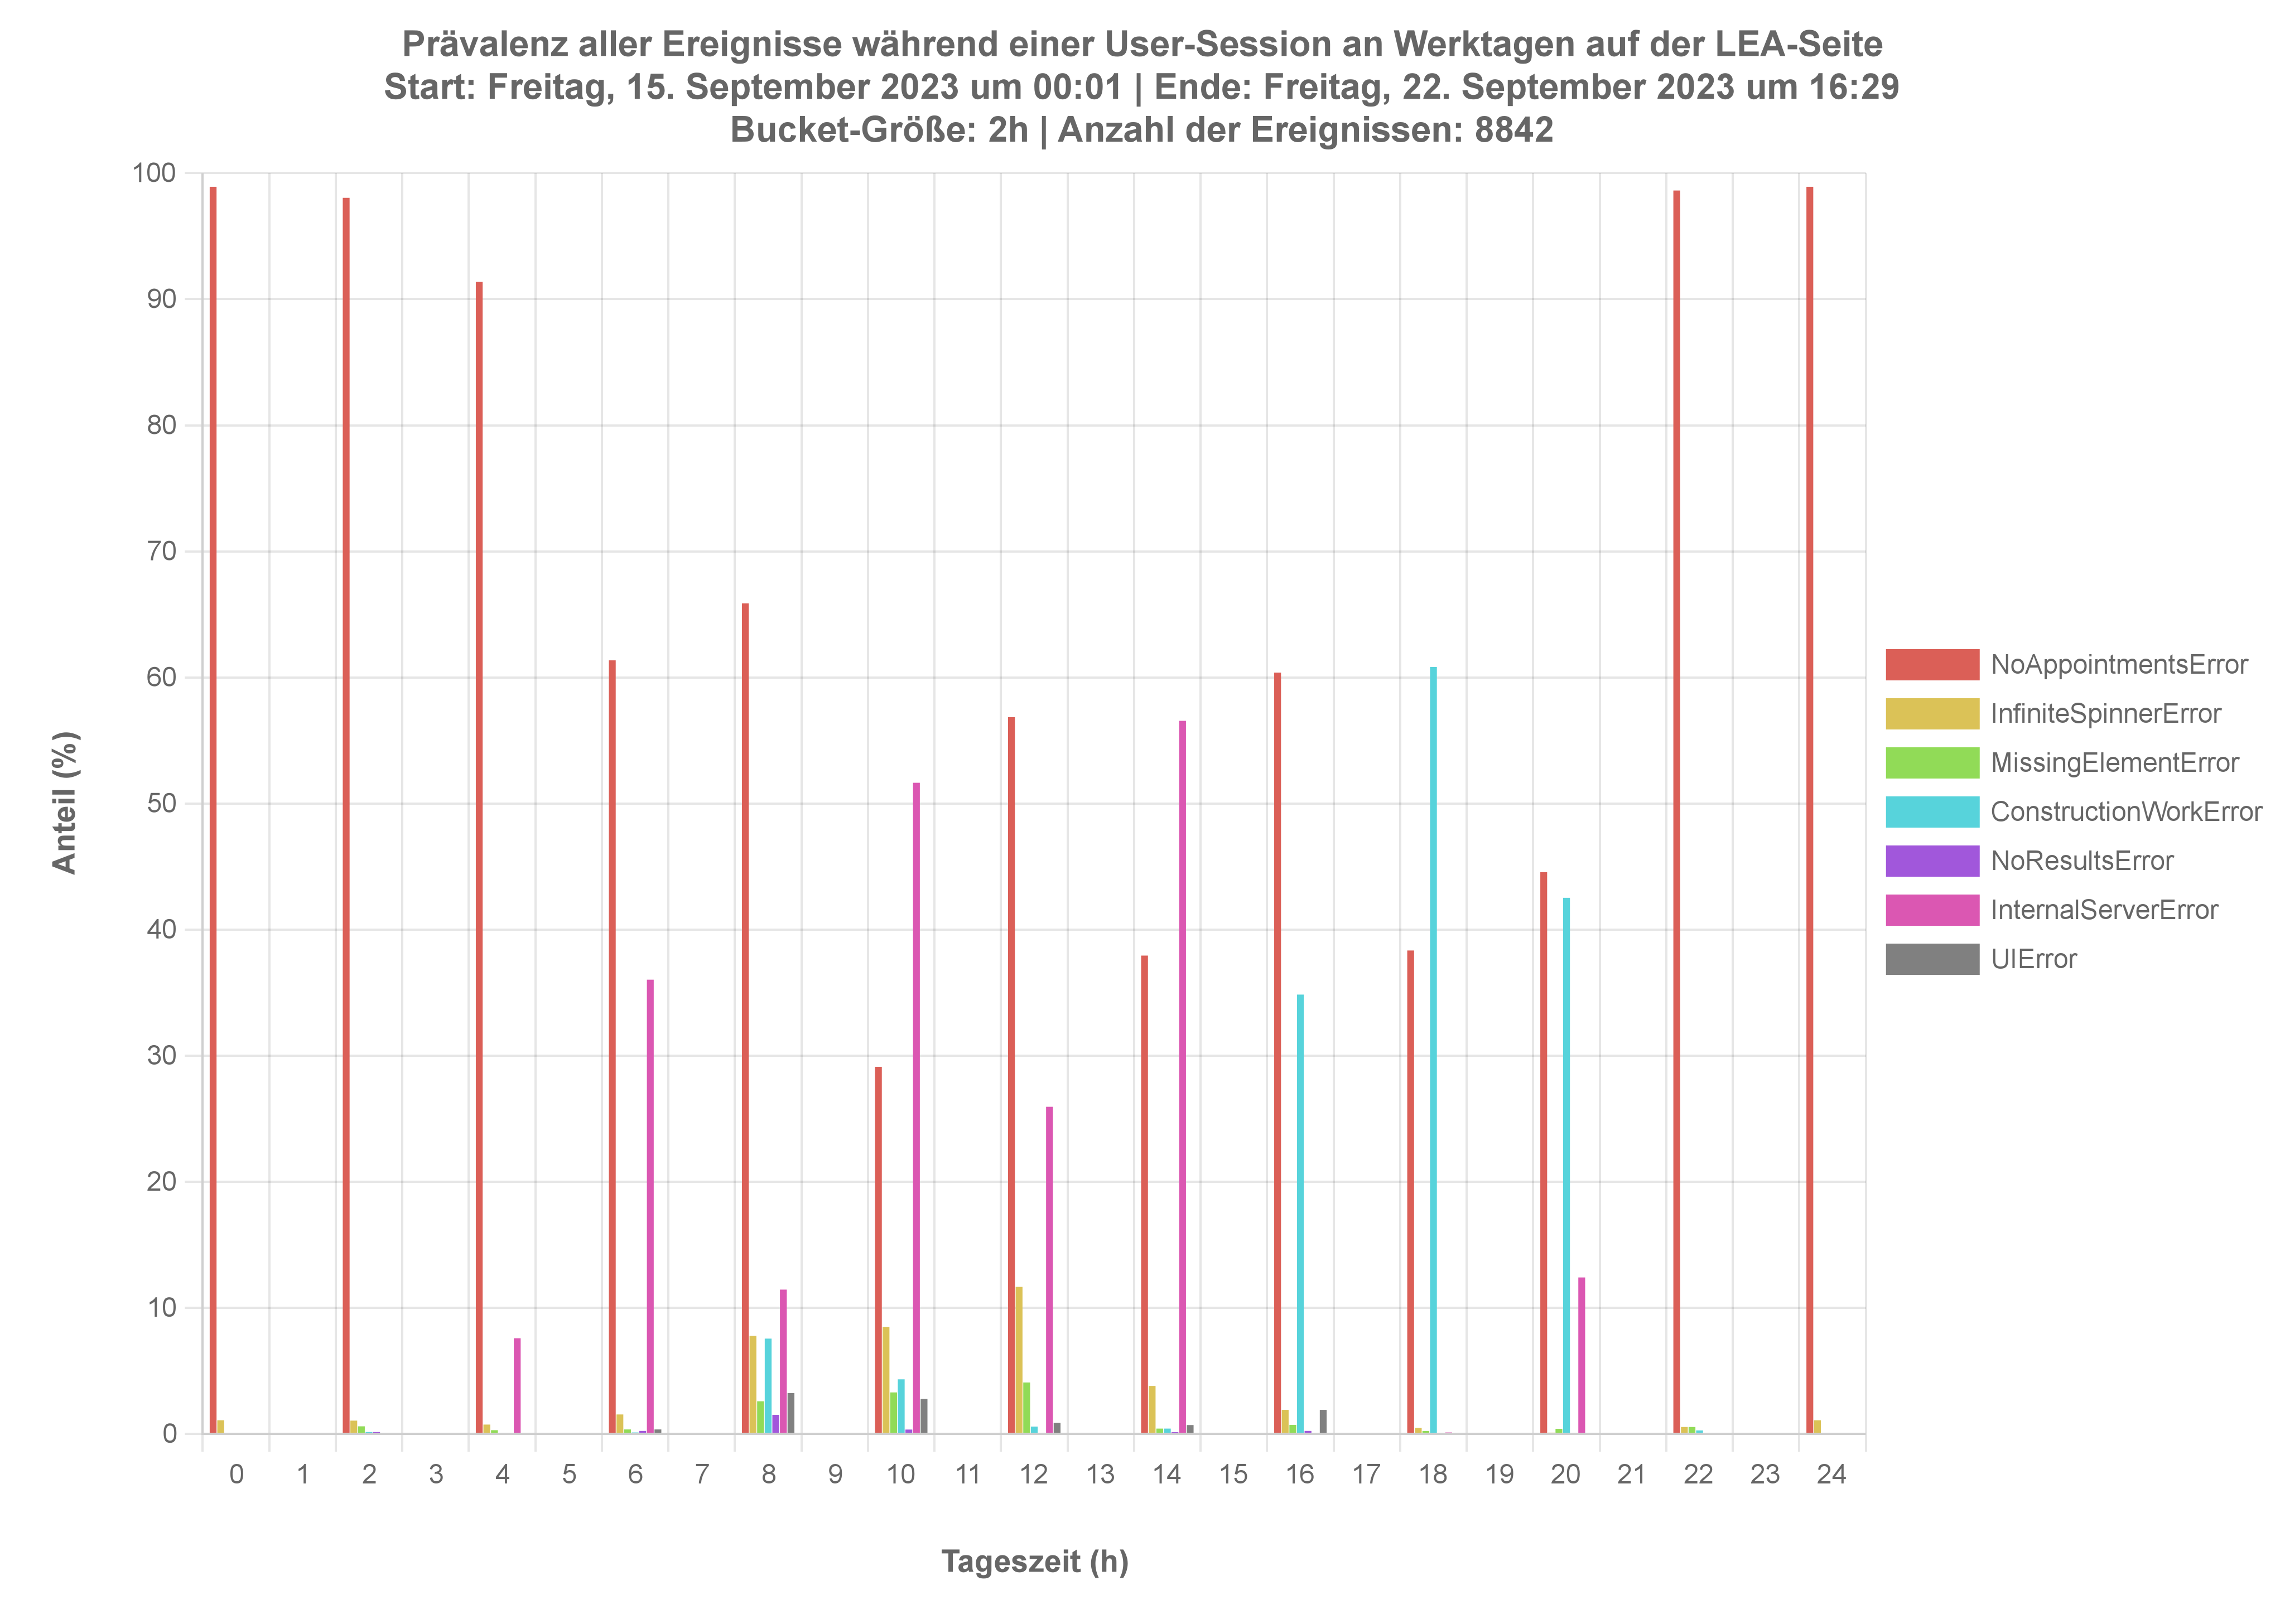 Prävalenz aller Ereignisse während einer User-Session an Werktagen auf der LEA-Seite
Start: Freitag, 15. September 2023 um 00:01 | Ende: Freitag, 22. September 2023 um 16:29
Bucket-Größe: 2h | Anzahl der Ereignissen: 8842
100
90
80
70
60
50
40
30
20
10
0
Anteil (%)
0 1 2 3 4 5 6 7 8 9 10 11 12 13 14 15 16 17 18 19 20 21 22 23 24
Tageszeit (h)
NoAppointmentsError
InfiniteSpinnerError
MissingElementError
ConstructionWorkError
NoResultsError
InternalServerError
UIError